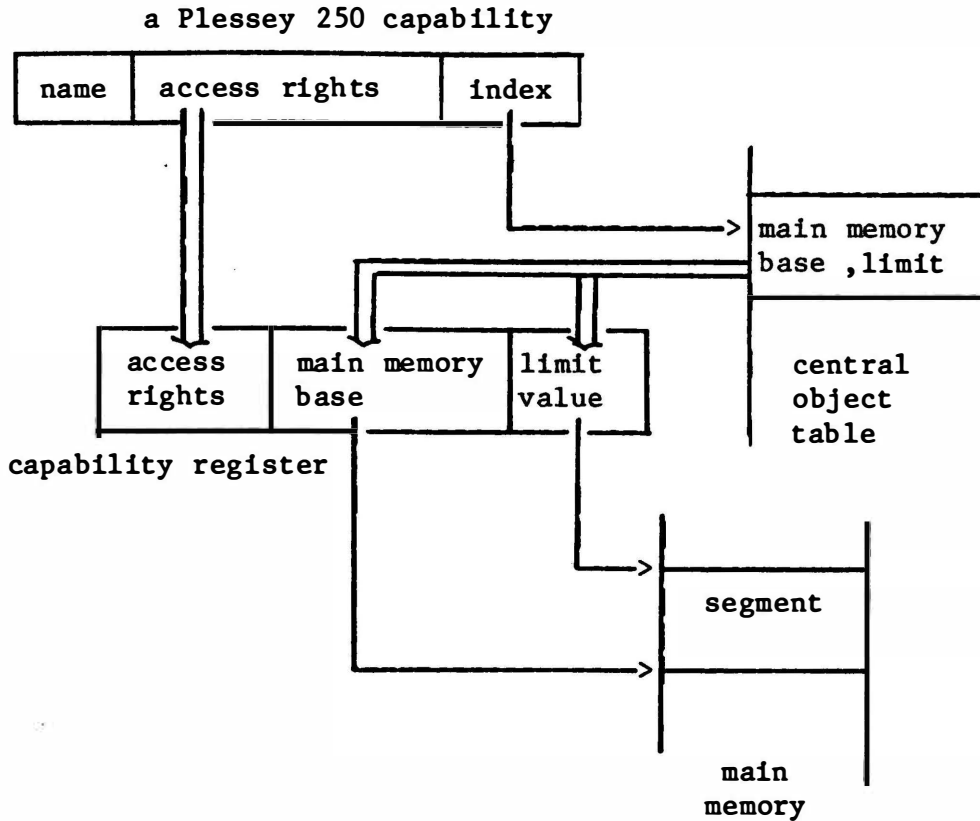 a Plessey 250 capability
name
access rights
index
main memory
base ,limit
access
rights
main memory
base
limit
value
central
object
table
capability register
segment
main
memory